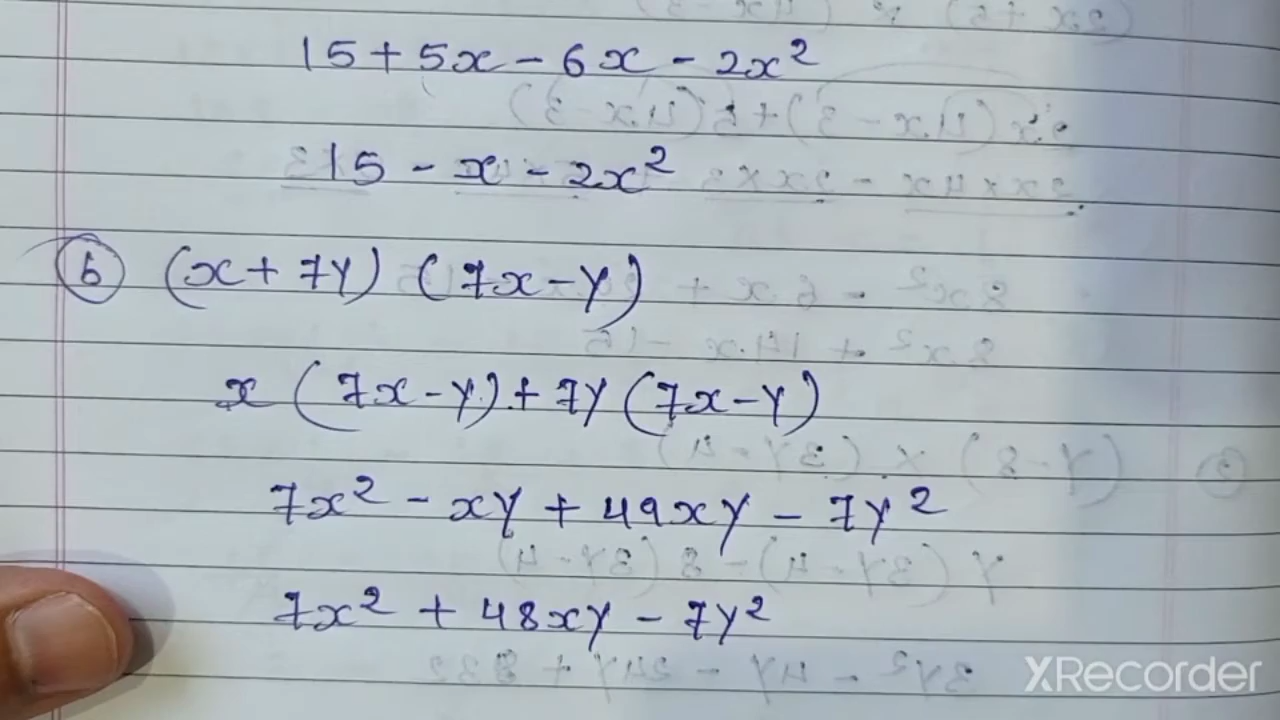 15 + 5x - 6x - 2x²
15 - x - 2x²
(b) (x + 7y) (7x - y)
x (7x - y) + 7y (7x - y)
7x² - xy + 49xy - 7y²
7x² + 48xy - 7y²
XRecorder